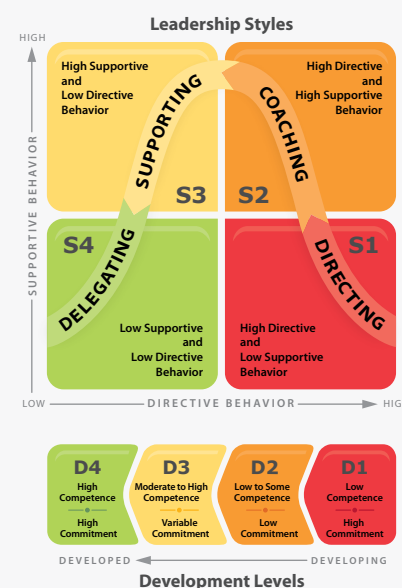 Leadership Styles
HIGH
SUPPORTIVE BEHAVIOR
High Supportive
and
Low Directive
Behavior
SUPPORTING
S3
High Directive
and
High Supportive
Behavior
COACHING
S2
S4
DELEGATING
Low Supportive
and
Low Directive
Behavior
S1
DIRECTING
High Directive
and
Low Supportive
Behavior
LOW
DIRECTIVE BEHAVIOR
HIG
D4
High
Competence
High
Commitment
D3
Moderate to High
Competence
Variable
Commitment
D2
Low to Some
Competence
Low
Commitment
D1
Low
Competence
High
Commitment
DEVELOPED
DEVELOPING
Development Levels